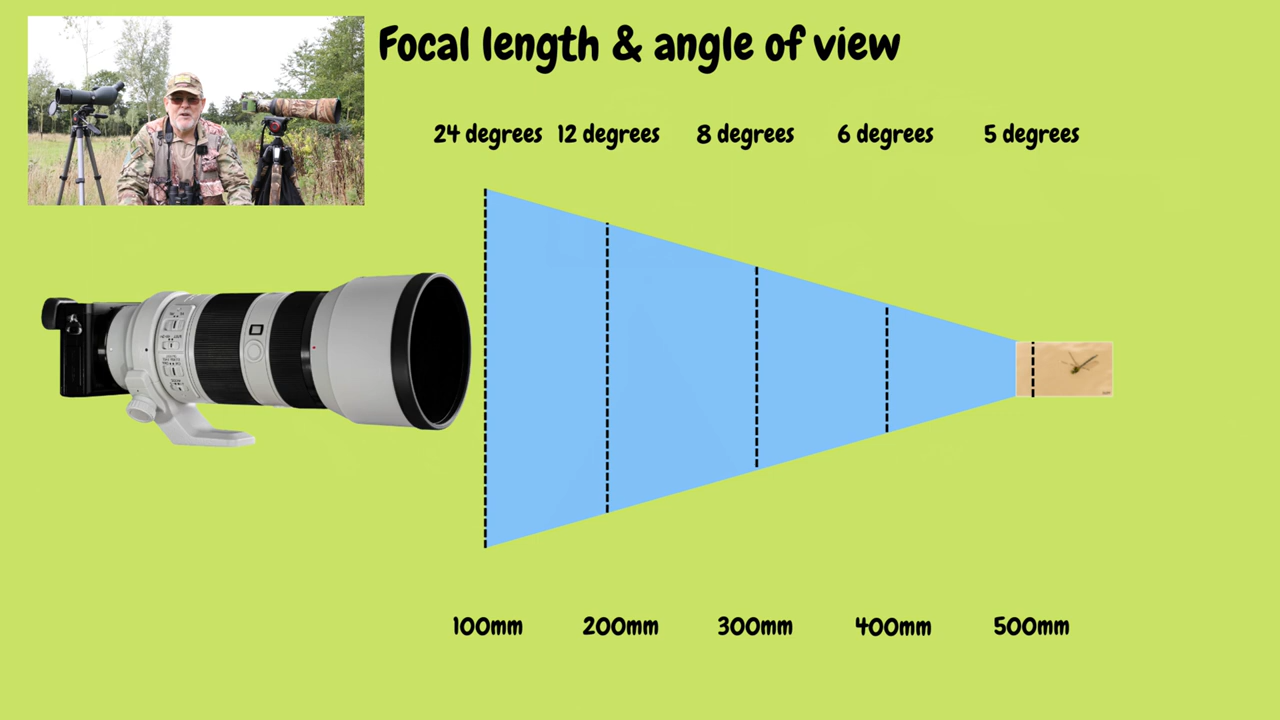 Focal length & angle of view
24 degrees 12 degrees 8 degrees 6 degrees 5 degrees
100mm 200mm 300mm 400mm 500mm